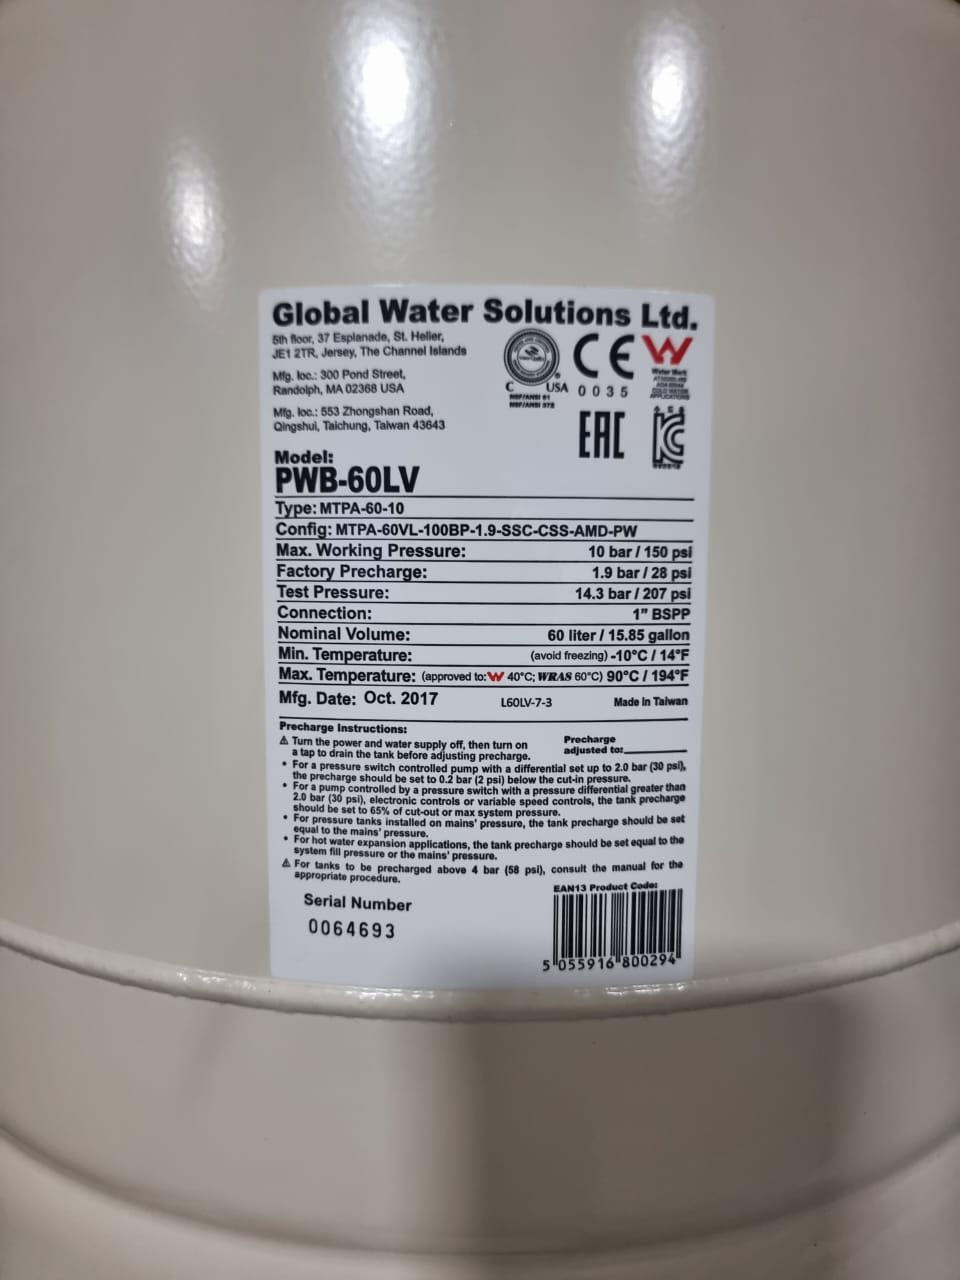 Global Water Solutions Ltd.
5th floor, 37 Esplanade, St. Helier,
JE1 2TR, Jersey, The Channel Islands
Mfg. loc.: 300 Pond Street,
Randolph, MA 02368 USA
Mfg. loc.: 553 Zhongshan Road,
Qingshui, Taichung, Taiwan 43643
C USA
NSF/ANSI 61
NSF/ANSI 372
CE
0035
W
Water Mark
COLD WATER
APPLICATIONS
EAC
Model:
PWB-60LV
Type: MTPA-60-10
Config: MTPA-60VL-100BP-1.9-SSC-CSS-AMD-PW
Max. Working Pressure: 10 bar / 150 psi
Factory Precharge: 1.9 bar / 28 psi
Test Pressure: 14.3 bar / 207 psi
Connection: 1" BSPP
Nominal Volume: 60 liter / 15.85 gallon
Min. Temperature: (avoid freezing) -10°C / 14°F
Max. Temperature: (approved to: W 40°C; WRAS 60°C) 90°C / 194°F
Mfg. Date: Oct. 2017 L60LV-7-3 Made in Taiwan
Precharge Instructions:
⚠ Turn the power and water supply off, then turn on
a tap to drain the tank before adjusting precharge.
Precharge
adjusted to:
• For a pressure switch controlled pump with a differential set up to 2.0 bar (30 psi),
the precharge should be set to 0.2 bar (2 psi) below the cut-in pressure.
• For a pump controlled by a pressure switch with a pressure differential greater than
2.0 bar (30 psi), electronic controls or variable speed controls, the tank precharge
should be set to 65% of cut-out or max system pressure.
• For pressure tanks installed on mains' pressure, the tank precharge should be set
equal to the mains' pressure.
• For hot water expansion applications, the tank precharge should be set equal to the
system fill pressure or the mains' pressure.
⚠ For tanks to be precharged above 4 bar (58 psi), consult the manual for the
appropriate procedure.
Serial Number
0064693
EAN13 Product Code:
5 055916 800294